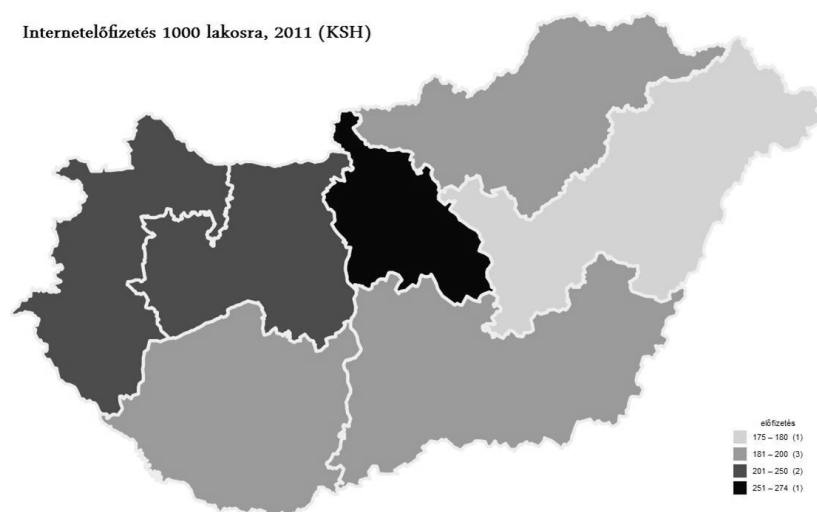 Internetelőfizetés 1000 lakosra, 2011 (KSH)
előfizetés
175 – 180 (1)
181 – 200 (3)
201 – 250 (2)
251 – 274 (1)